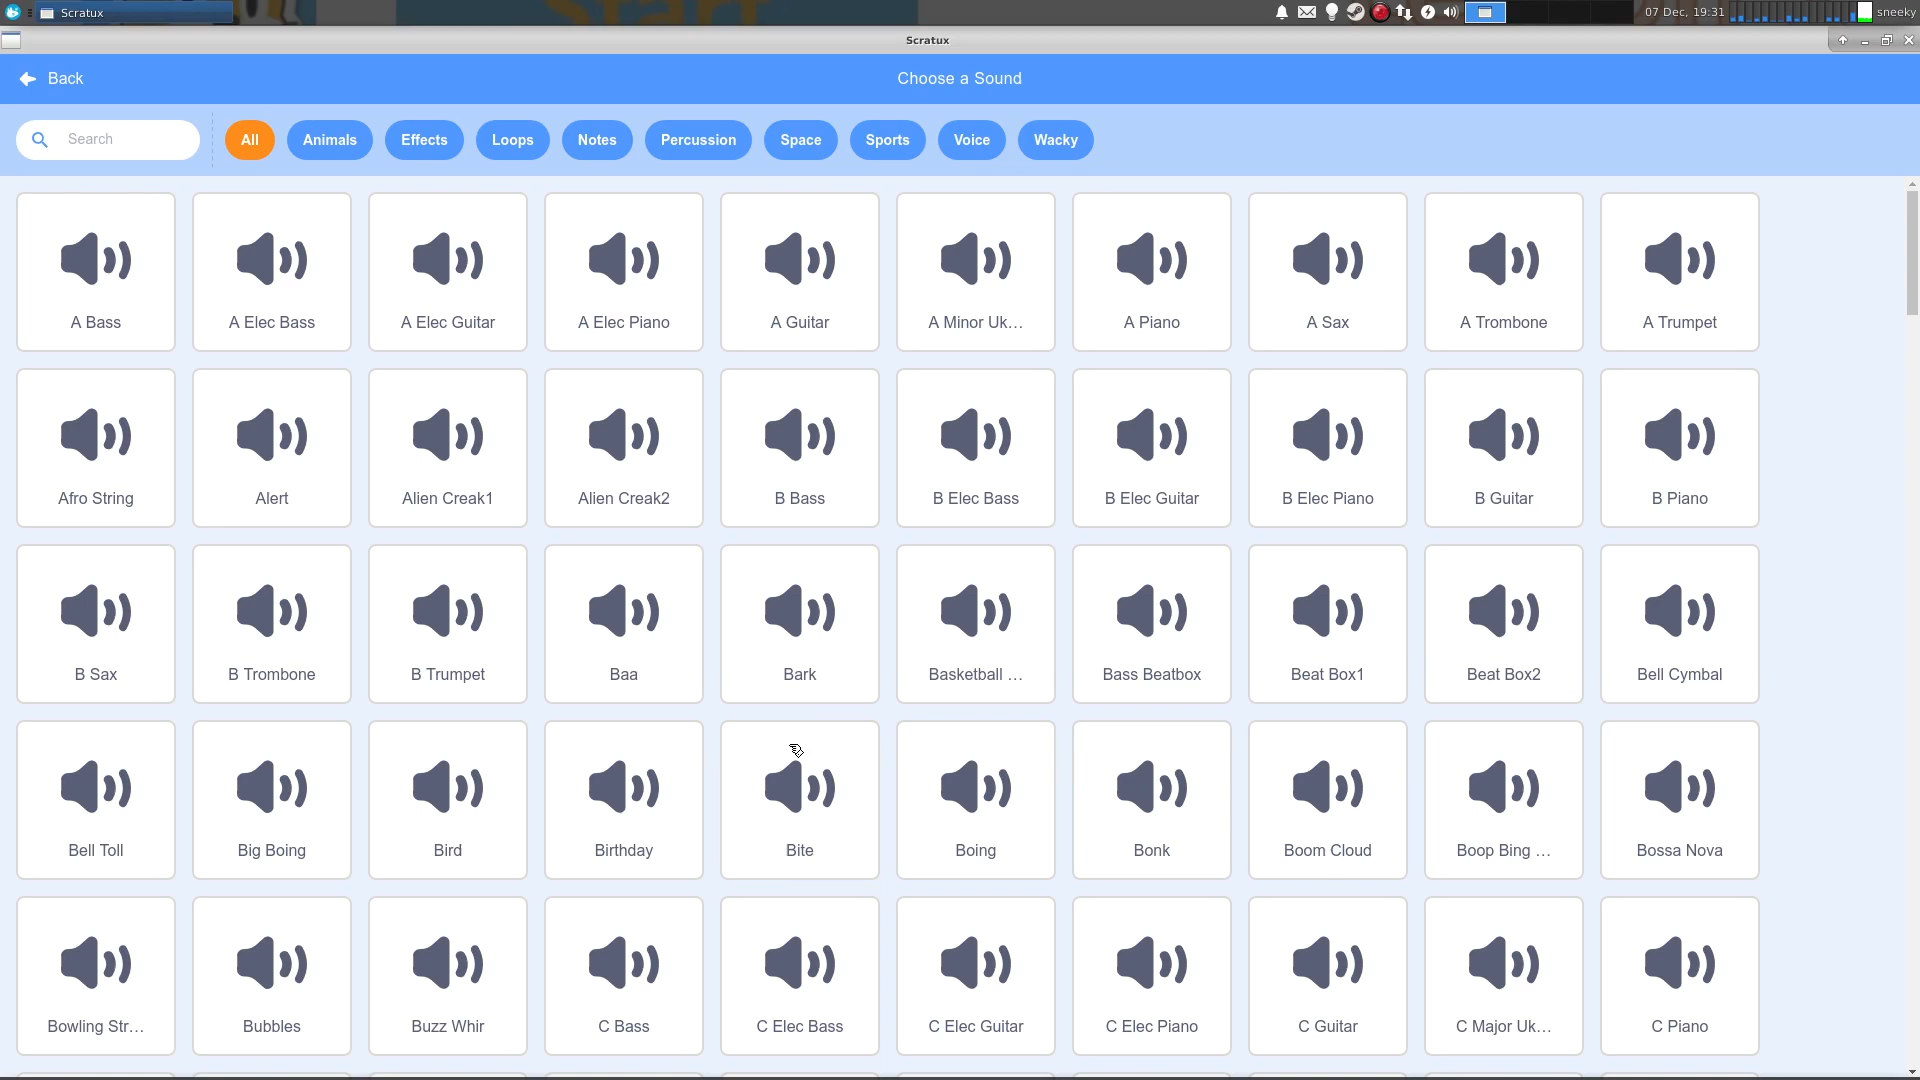 Scratux
07 Dec, 19:31
sneeky
Scratux
Back
Choose a Sound
Search
All
Animals
Effects
Loops
Notes
Percussion
Space
Sports
Voice
Wacky
A Bass
A Elec Bass
A Elec Guitar
A Elec Piano
A Guitar
A Minor Uk...
A Piano
A Sax
A Trombone
A Trumpet
Afro String
Alert
Alien Creak1
Alien Creak2
B Bass
B Elec Bass
B Elec Guitar
B Elec Piano
B Guitar
B Piano
B Sax
B Trombone
B Trumpet
Baa
Bark
Basketball ...
Bass Beatbox
Beat Box1
Beat Box2
Bell Cymbal
Bell Toll
Big Boing
Bird
Birthday
Bite
Boing
Bonk
Boom Cloud
Boop Bing ...
Bossa Nova
Bowling Str...
Bubbles
Buzz Whir
C Bass
C Elec Bass
C Elec Guitar
C Elec Piano
C Guitar
C Major Uk...
C Piano